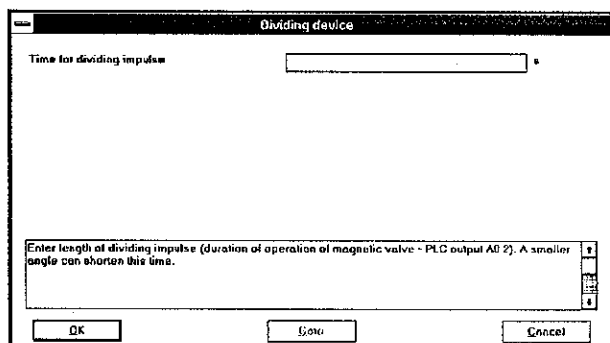 Dividing device
Time for dividing impulse
s
Enter length of dividing impulse (duration of operation of magnetic valve - PLC output A0.2). A smaller
angle can shorten this time.
OK
Cancel